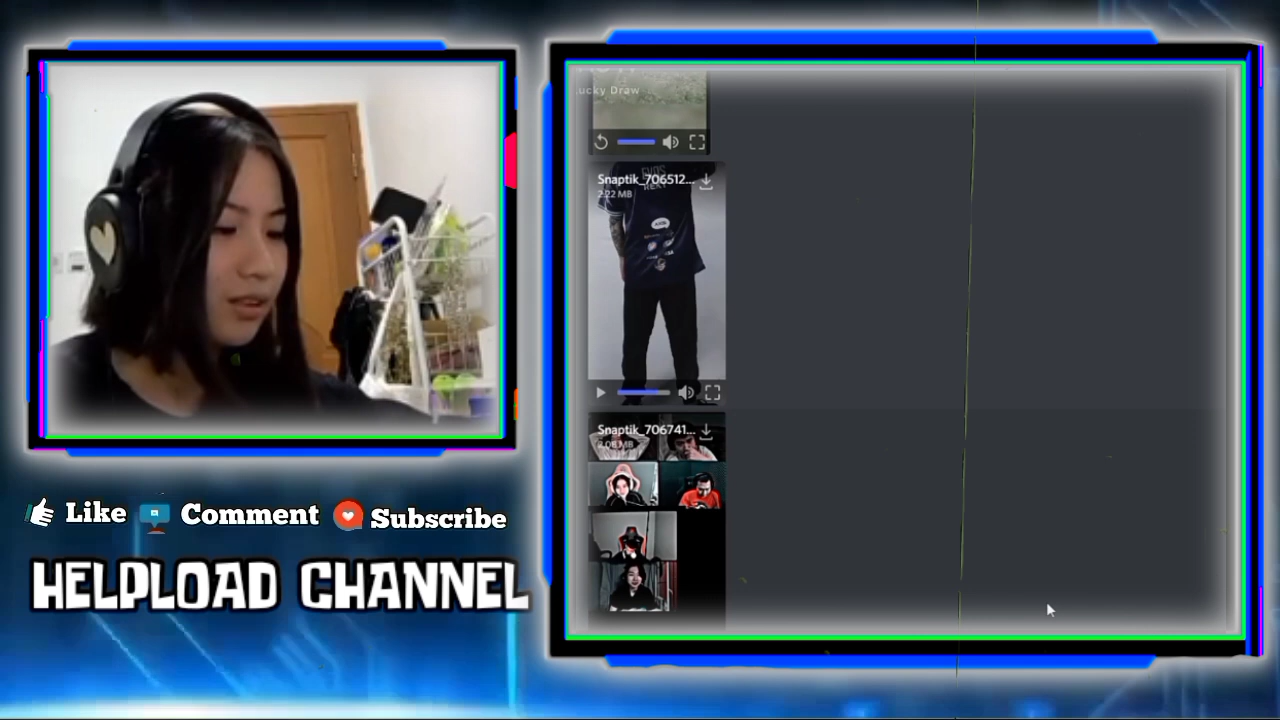 Lucky Draw
Snaptik_706512...
2.22 MB
Snaptik_706741...
Like
Comment
Subscribe
HELPLOAD CHANNEL